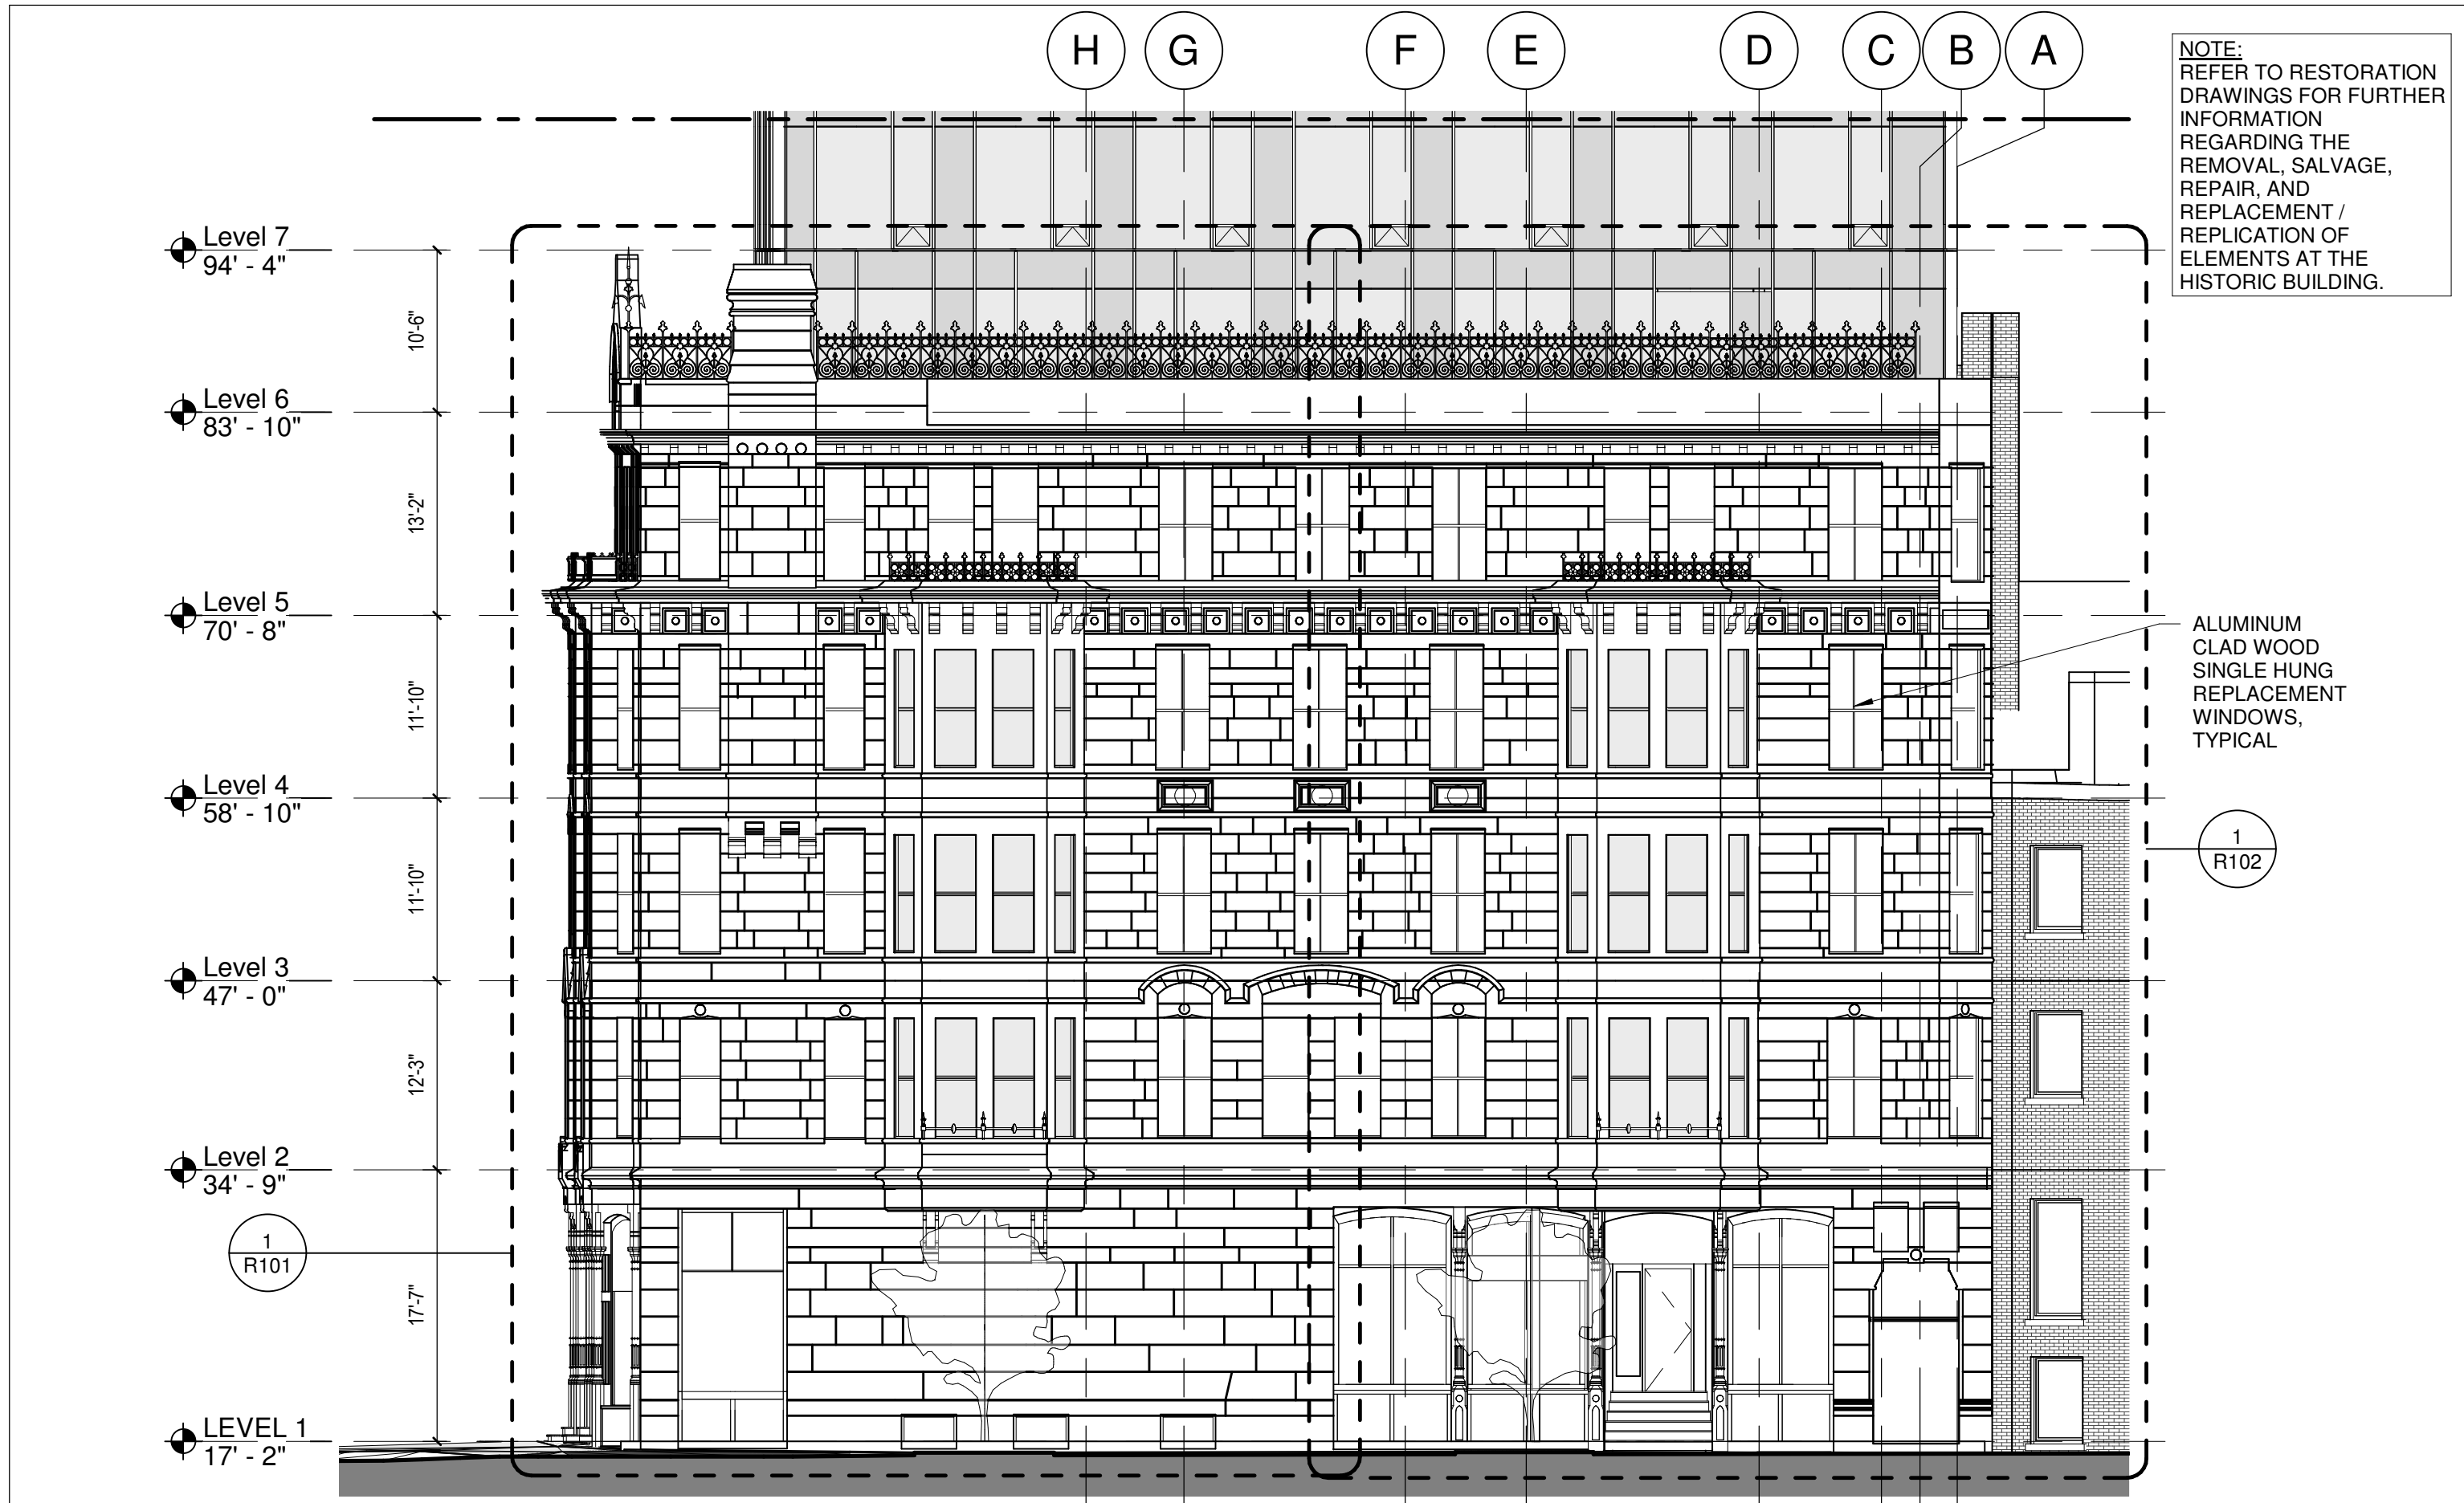 H G F E D C B A
NOTE:
REFER TO RESTORATION
DRAWINGS FOR FURTHER
INFORMATION
REGARDING THE
REMOVAL, SALVAGE,
REPAIR, AND
REPLACEMENT /
REPLICATION OF
ELEMENTS AT THE
HISTORIC BUILDING.
Level 7
94' - 4"
10'-6"
Level 6
83' - 10"
13'-2"
Level 5
70' - 8"
ALUMINUM
CLAD WOOD
SINGLE HUNG
REPLACEMENT
WINDOWS,
TYPICAL
11'-10"
Level 4
58' - 10"
1
R102
11'-10"
Level 3
47' - 0"
12'-3"
Level 2
34' - 9"
1
R101
17'-7"
LEVEL 1
17' - 2"